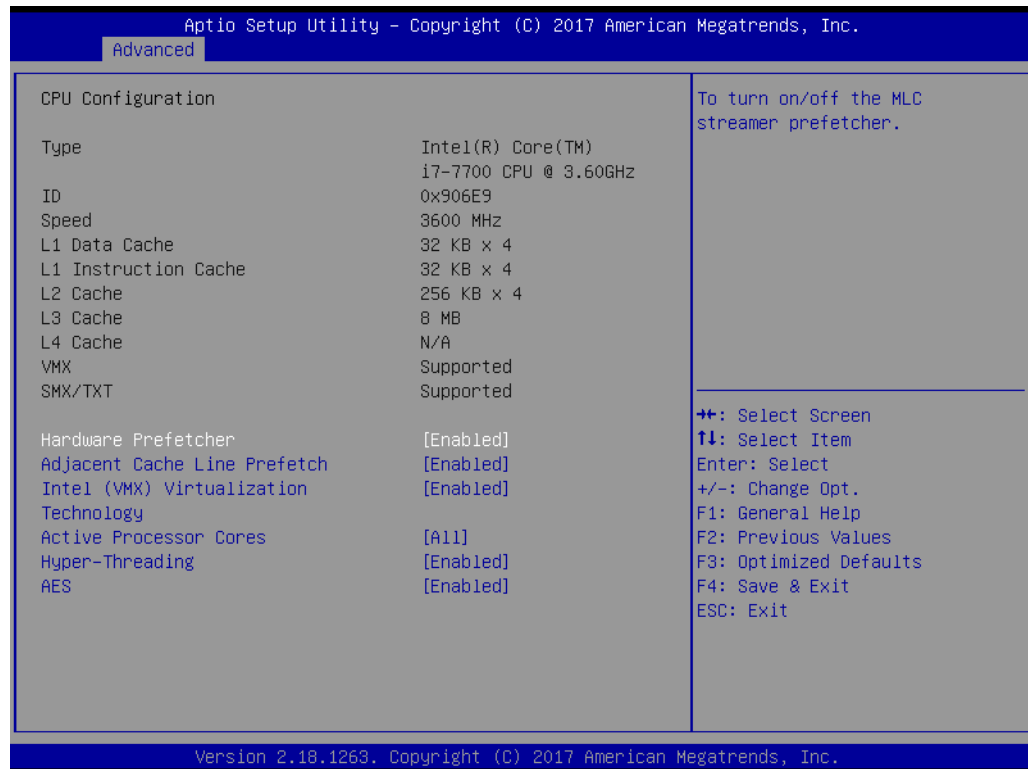 Aptio Setup Utility – Copyright (C) 2017 American Megatrends, Inc.
Advanced
CPU Configuration
Type Intel(R) Core(TM)
i7-7700 CPU @ 3.60GHz
ID 0x906E9
Speed 3600 MHz
L1 Data Cache 32 KB x 4
L1 Instruction Cache 32 KB x 4
L2 Cache 256 KB x 4
L3 Cache 8 MB
L4 Cache N/A
VMX Supported
SMX/TXT Supported
Hardware Prefetcher [Enabled]
Adjacent Cache Line Prefetch [Enabled]
Intel (VMX) Virtualization [Enabled]
Technology
Active Processor Cores [All]
Hyper-Threading [Enabled]
AES [Enabled]
To turn on/off the MLC
streamer prefetcher.
→←: Select Screen
↑↓: Select Item
Enter: Select
+/-: Change Opt.
F1: General Help
F2: Previous Values
F3: Optimized Defaults
F4: Save & Exit
ESC: Exit
Version 2.18.1263. Copyright (C) 2017 American Megatrends, Inc.